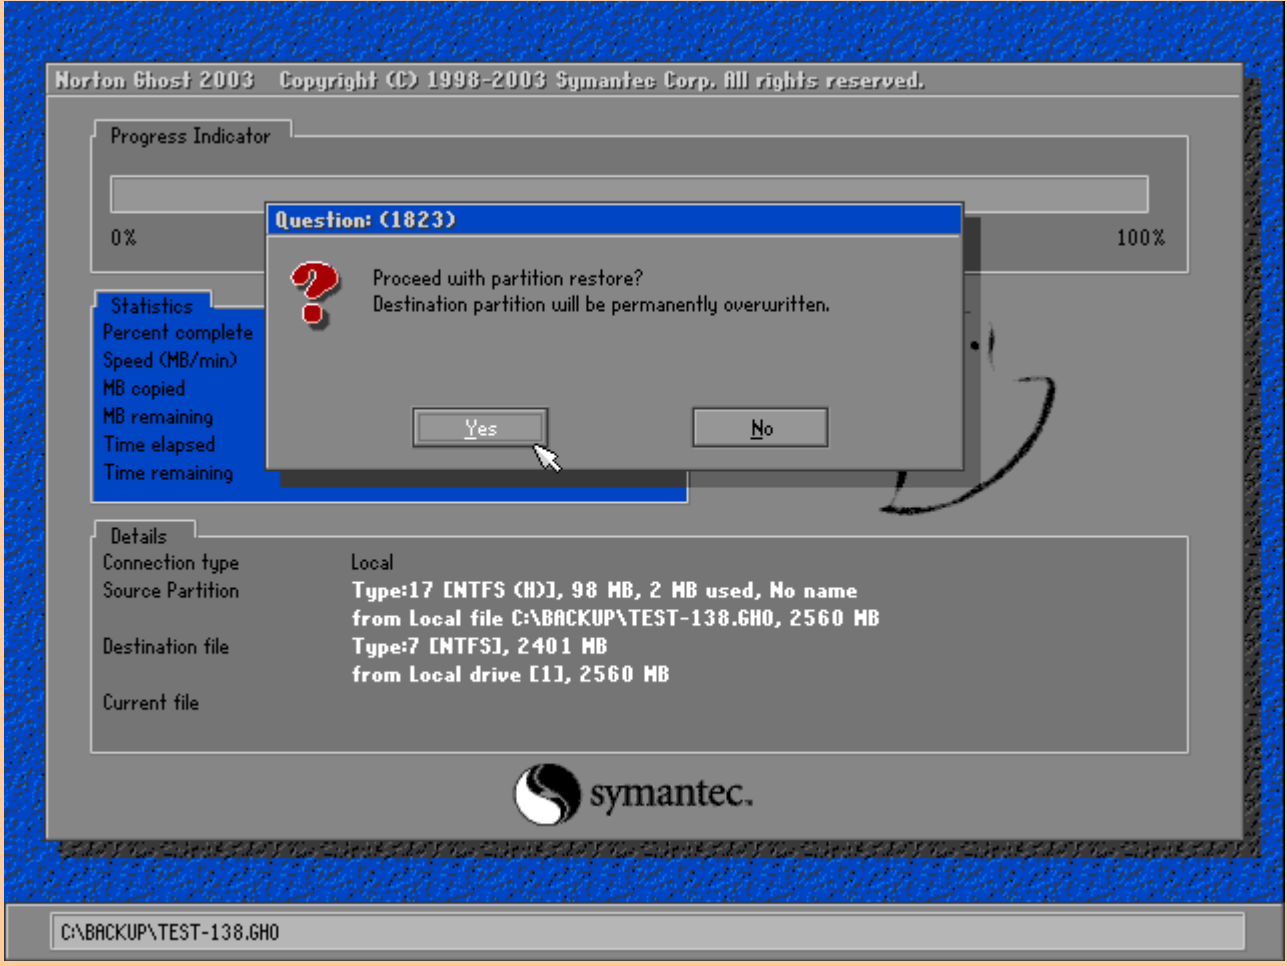 Norton Ghost 2003   Copyright (C) 1998-2003 Symantec Corp. All rights reserved.
Progress Indicator
0%
100%
Question: (1823)
Proceed with partition restore?
Destination partition will be permanently overwritten.
Yes
No
Statistics
Percent complete
Speed (MB/min)
MB copied
MB remaining
Time elapsed
Time remaining
Details
Connection type Local
Source Partition Type:17 [NTFS (H)], 98 MB, 2 MB used, No name
from Local file C:\BACKUP\TEST-138.GHO, 2560 MB
Destination file Type:7 [NTFS], 2401 MB
from Local drive [1], 2560 MB
Current file
symantec.
C:\BACKUP\TEST-138.GHO